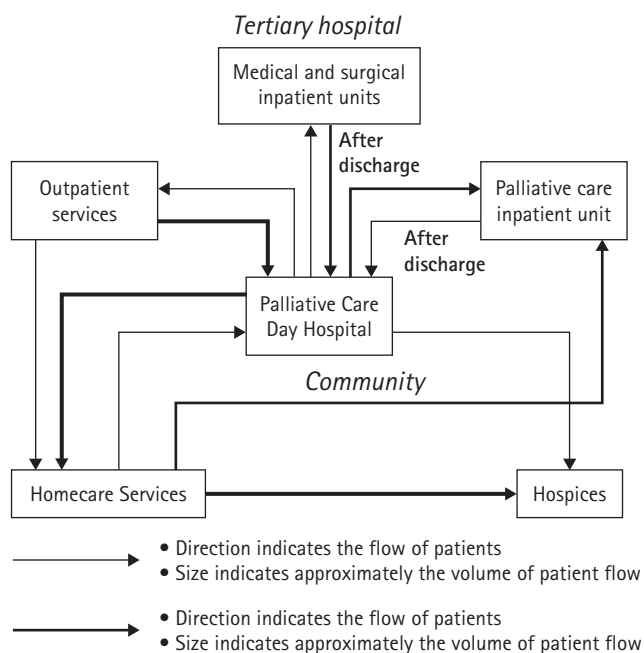 Tertiary hospital
Medical and surgical
inpatient units
After
discharge
Outpatient
services
Palliative care
inpatient unit
After
discharge
Palliative Care
Day Hospital
Community
Homecare Services
Hospices
• Direction indicates the flow of patients
• Size indicates approximately the volume of patient flow
• Direction indicates the flow of patients
• Size indicates approximately the volume of patient flow